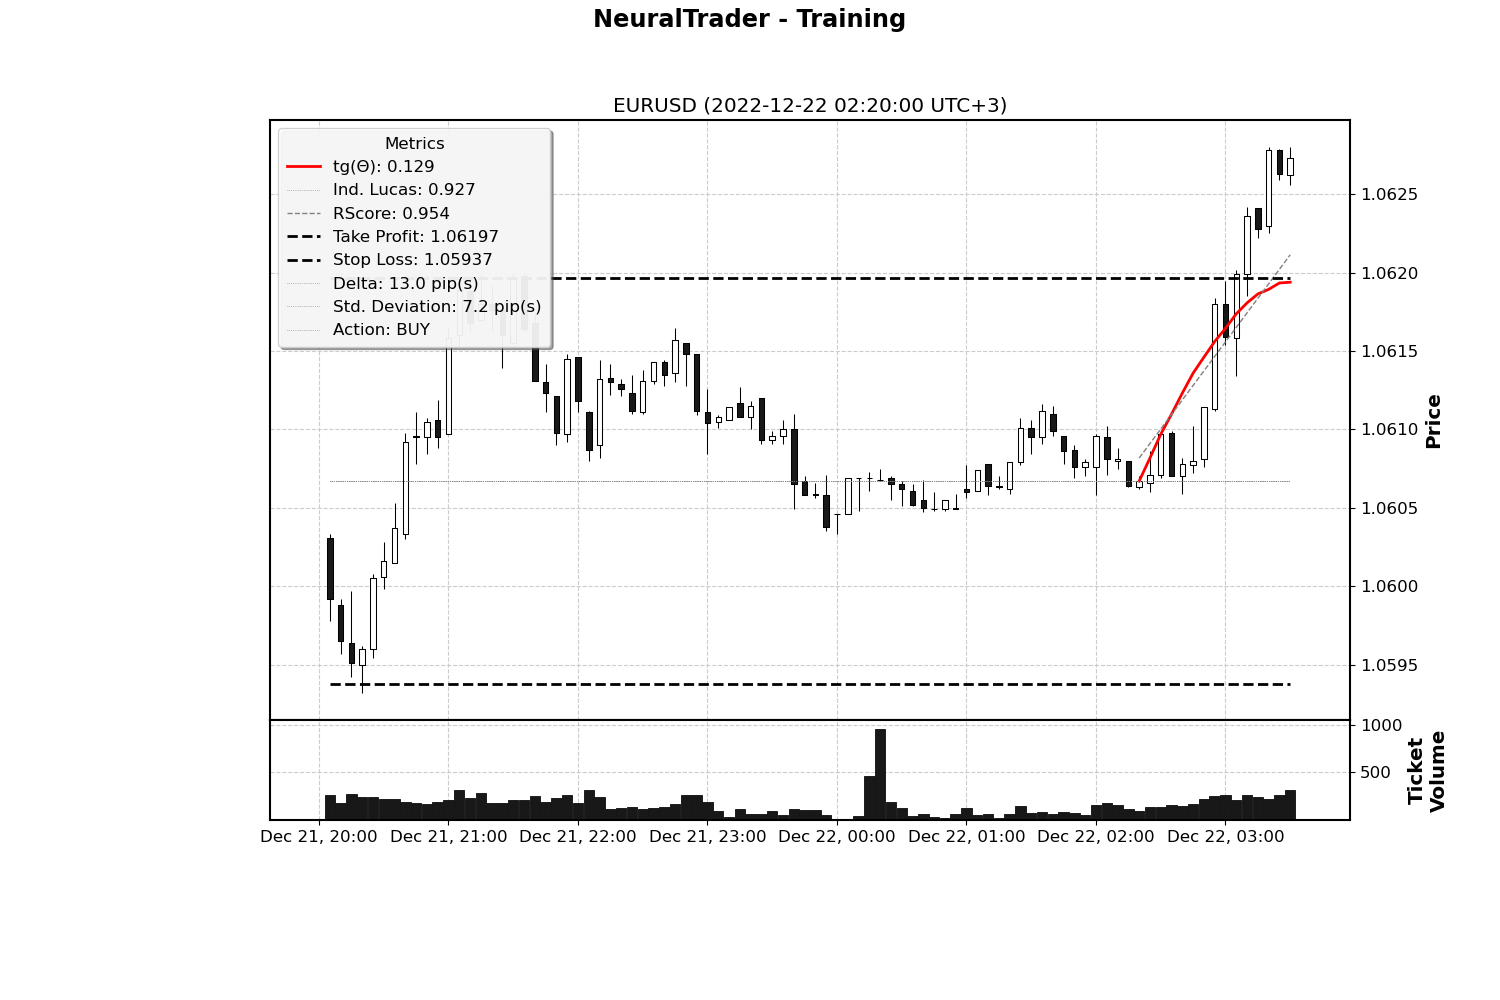 NeuralTrader - Training
EURUSD (2022-12-22 02:20:00 UTC+3)
Metrics
tg(Θ): 0.129
Ind. Lucas: 0.927
RScore: 0.954
Take Profit: 1.06197
Stop Loss: 1.05937
Delta: 13.0 pip(s)
Std. Deviation: 7.2 pip(s)
Action: BUY
1.0625
1.0620
1.0615
1.0610
1.0605
1.0600
1.0595
Price
1000
500
Ticket
Volume
Dec 21, 20:00 Dec 21, 21:00 Dec 21, 22:00 Dec 21, 23:00 Dec 22, 00:00 Dec 22, 01:00 Dec 22, 02:00 Dec 22, 03:00